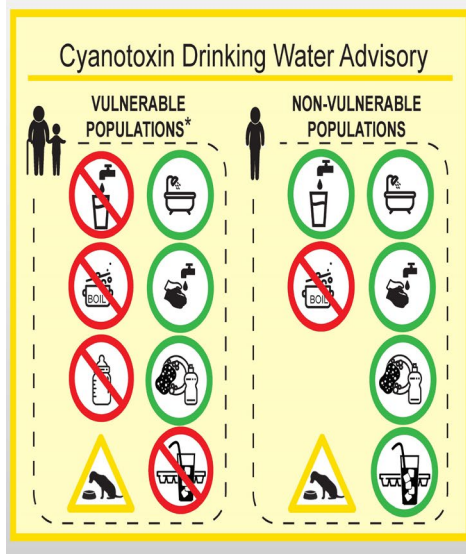 Cyanotoxin Drinking Water Advisory
VULNERABLE
POPULATIONS*
NON-VULNERABLE
POPULATIONS
BOIL
BOIL